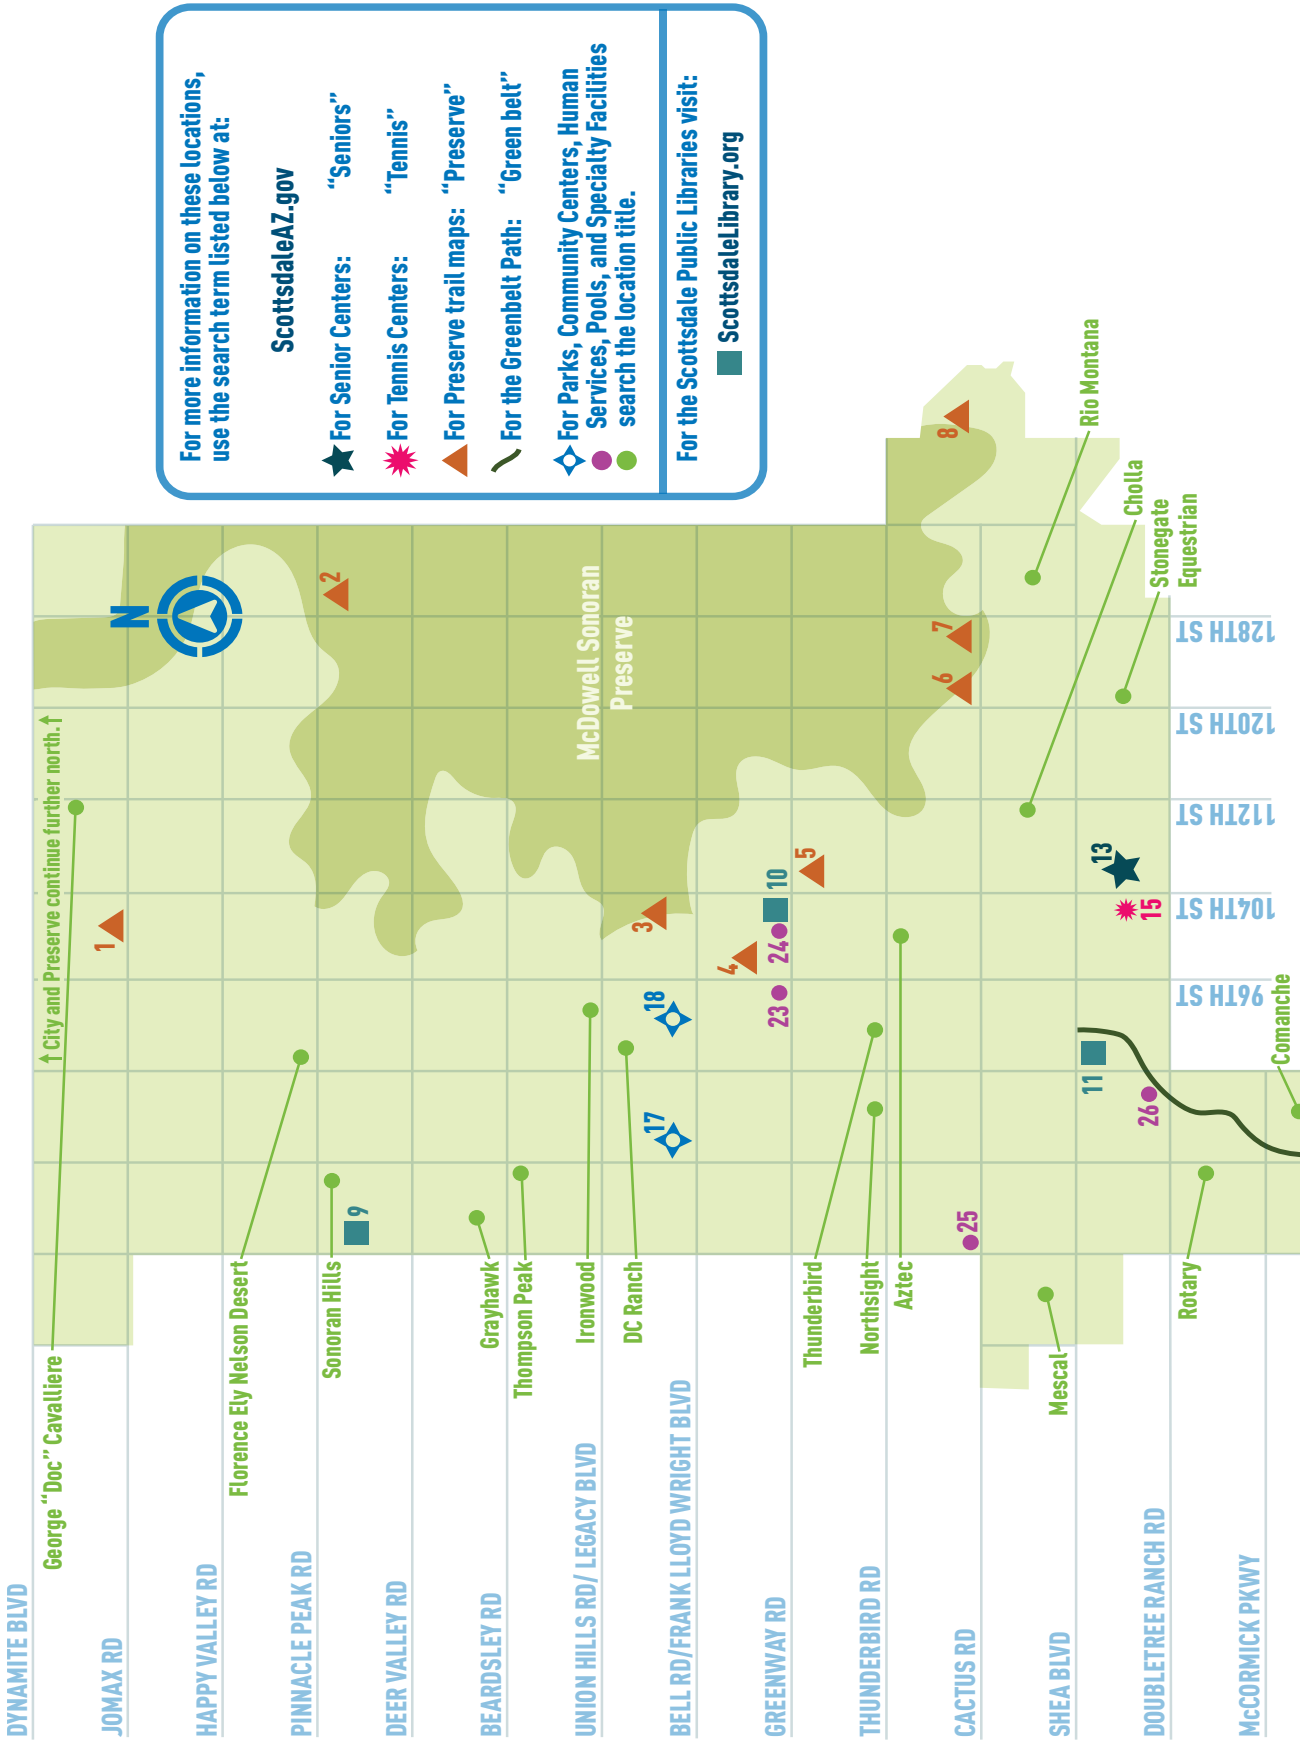 DYNAMITE BLVD
JOMAX RD
HAPPY VALLEY RD
PINNACLE PEAK RD
DEER VALLEY RD
BEARDSLEY RD
UNION HILLS RD/ LEGACY BLVD
BELL RD/FRANK LLOYD WRIGHT BLVD
GREENWAY RD
THUNDERBIRD RD
CACTUS RD
SHEA BLVD
DOUBLETREE RANCH RD
McCORMICK PKWY
George “Doc” Cavalliere
Florence Ely Nelson Desert
Sonoran Hills
Grayhawk
Thompson Peak
Ironwood
DC Ranch
Thunderbird
Northsight
Aztec
Mescal
Rotary
Comanche
↑City and Preserve continue further north.↑
N
McDowell Sonoran
Preserve
1
2
3
4
5
6
7
8
9
10
11
13
15
17
18
23
24
25
26
96TH ST
104TH ST
112TH ST
120TH ST
128TH ST
Rio Montana
Cholla
Stonegate
Equestrian
For more information on these locations,
use the search term listed below at:
ScottsdaleAZ.gov
For Senior Centers: “Seniors”
For Tennis Centers: “Tennis”
For Preserve trail maps: “Preserve”
For the Greenbelt Path: “Green belt”
For Parks, Community Centers, Human
Services, Pools, and Specialty Facilities
search the location title.
For the Scottsdale Public Libraries visit:
ScottsdaleLibrary.org